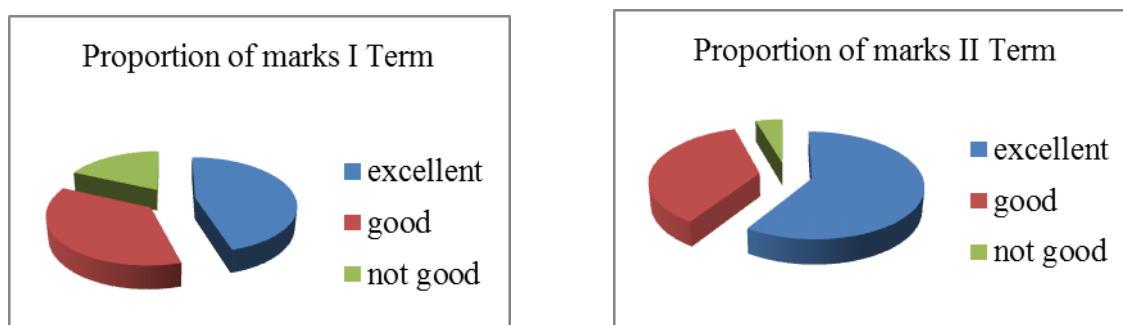 Proportion of marks I Term
excellent
good
not good
Proportion of marks II Term
excellent
good
not good